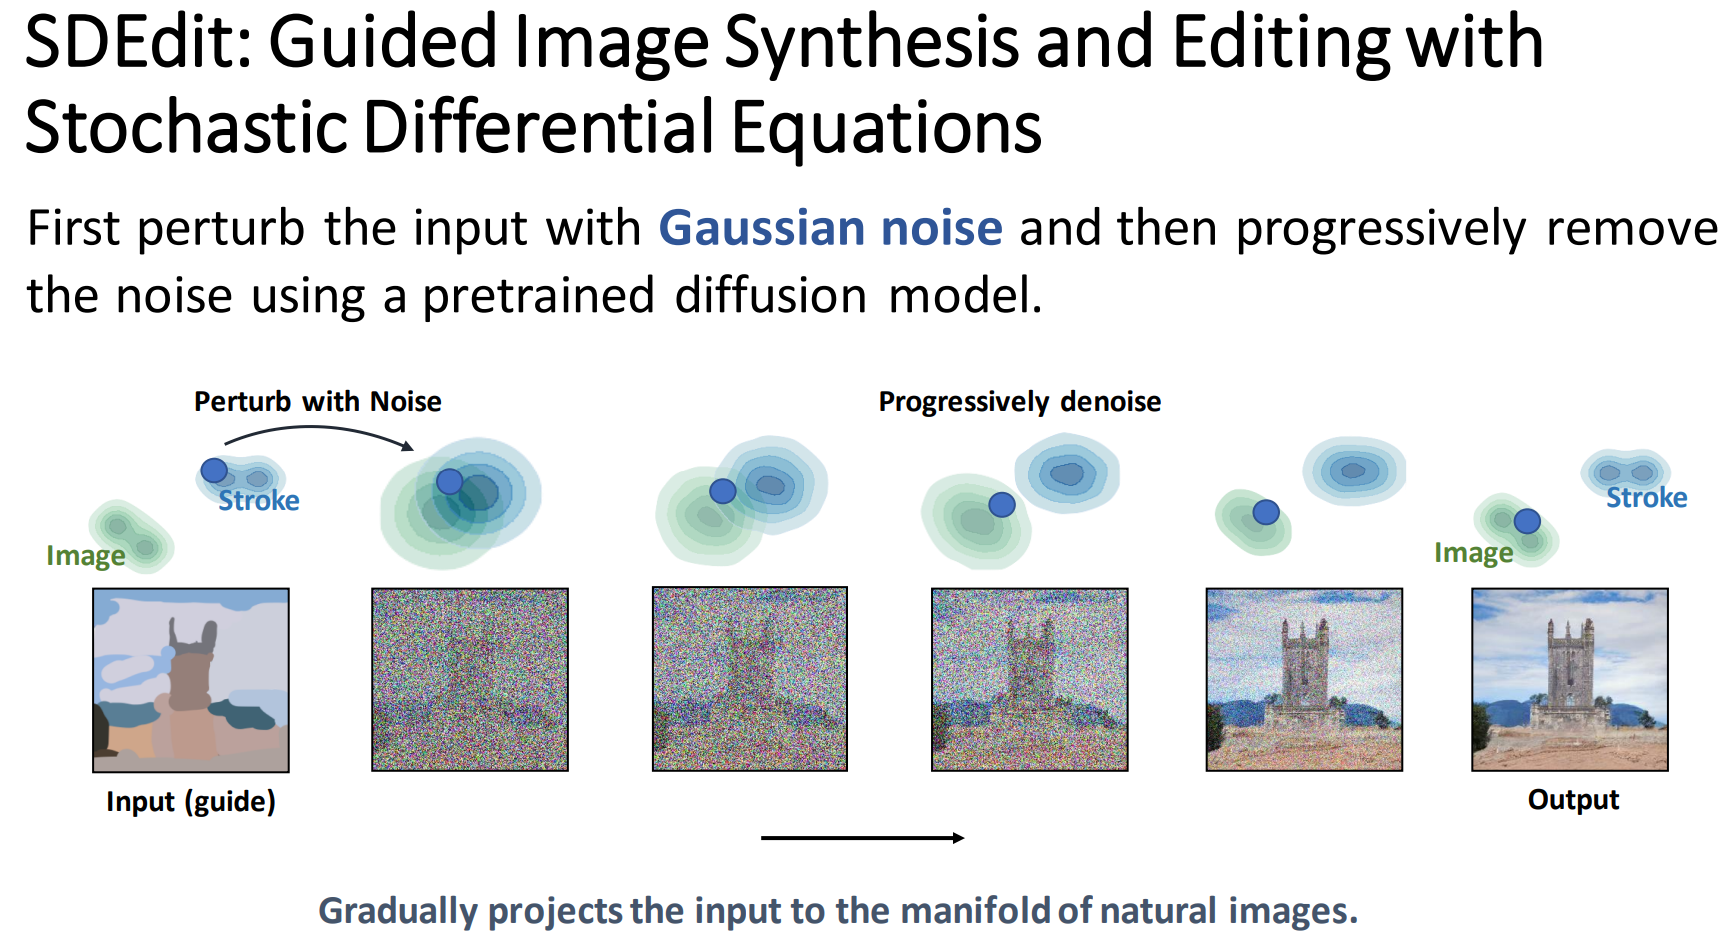 SDEdit: Guided Image Synthesis and Editing with
Stochastic Differential Equations
First perturb the input with Gaussian noise and then progressively remove
the noise using a pretrained diffusion model.
Perturb with Noise
Progressively denoise
Stroke
Image
Stroke
Image
Input (guide)
Output
Gradually projects the input to the manifold of natural images.